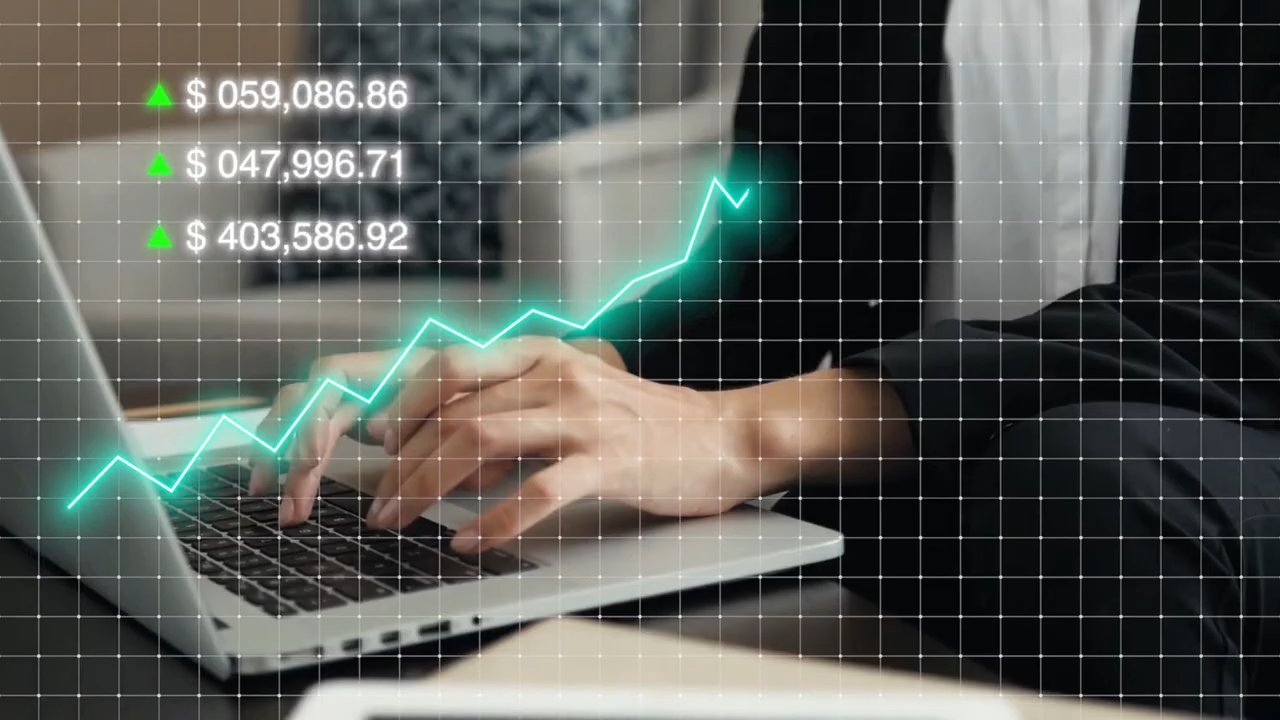 ▲ $ 059,086.86
▲ $ 047,996.71
▲ $ 403,586.92